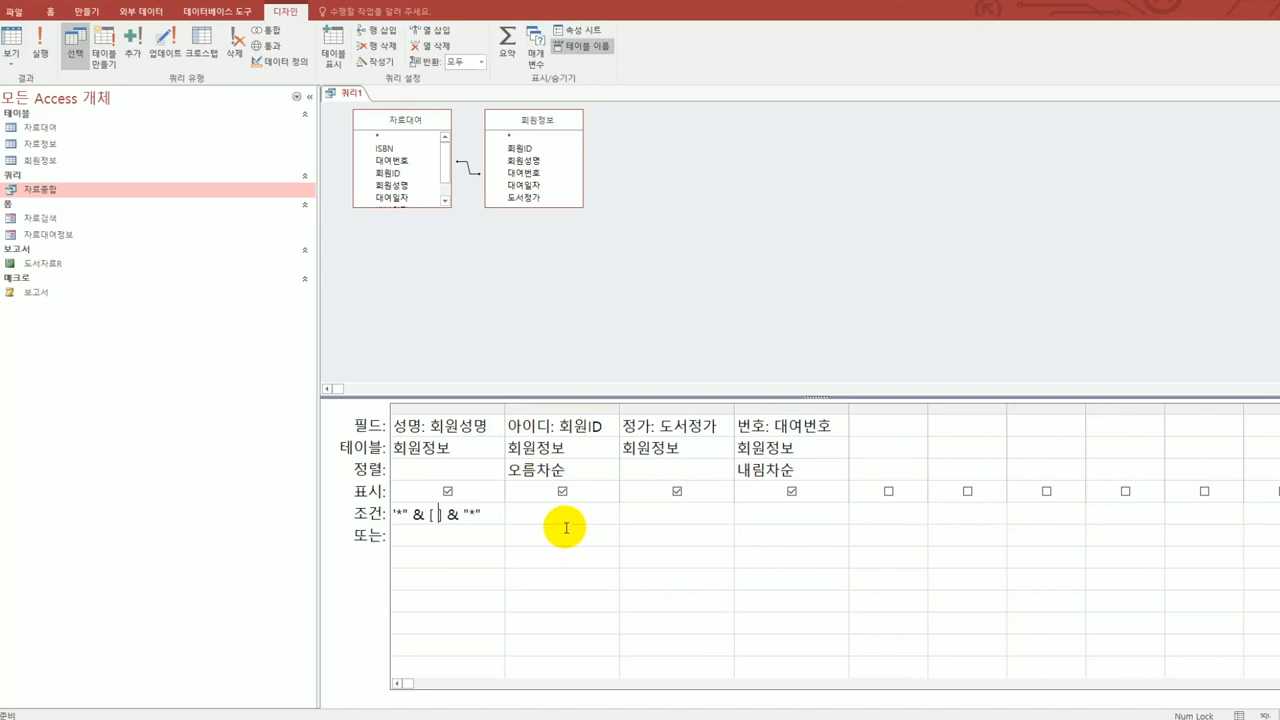 파일 홈 만들기 외부 데이터 데이터베이스 도구 디자인 수행할 작업을 알려 주세요.
보기 실행 선택 테이블 만들기 추가 업데이트 크로스탭 삭제 통합 통과 데이터 정의 테이블 표시 행 삽입 행 삭제 작성기 열 삽입 열 삭제 반환: 모두 요약 매개 변수 속성 시트 테이블 이름
결과 쿼리 유형 쿼리 설정 표시/숨기기
모든 Access 개체
테이블
자료대여
자료정보
회원정보
쿼리
자료종합
폼
자료검색
자료대여정보
보고서
도서자료R
매크로
보고서
쿼리1
자료대여
*
ISBN
대여번호
회원ID
회원성명
대여일자
회원정보
*
회원ID
회원성명
대여번호
대여일자
도서정가
필드: 성명: 회원성명 아이디: 회원ID 정가: 도서정가 번호: 대여번호
테이블: 회원정보 회원정보 회원정보 회원정보
정렬: 오름차순 내림차순
표시:
조건: '*" & [ ] & "*"
또는:
준비 Num Lock SQL